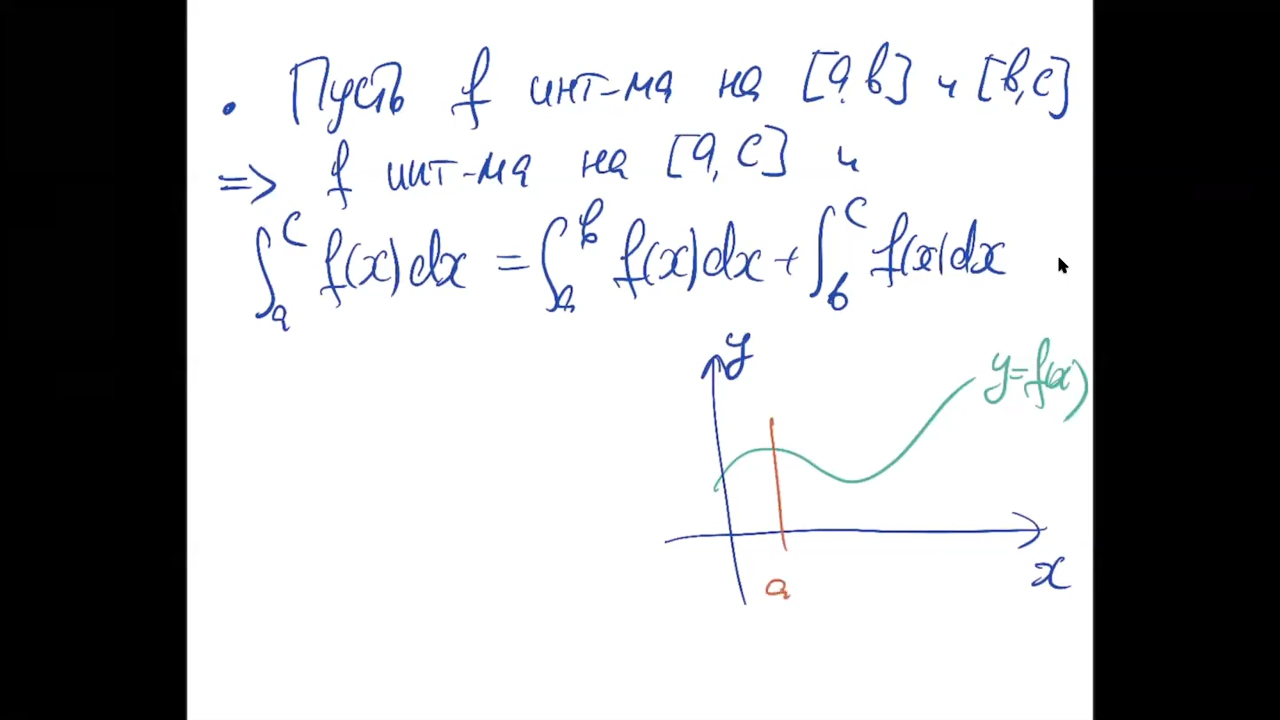 • Пусть f инт-ма на [a,b] и [b,c]
=> f инт-ма на [a,c] и
∫_a^c f(x)dx = ∫_a^b f(x)dx + ∫_b^c f(x)dx
y
y=f(x)
x
a